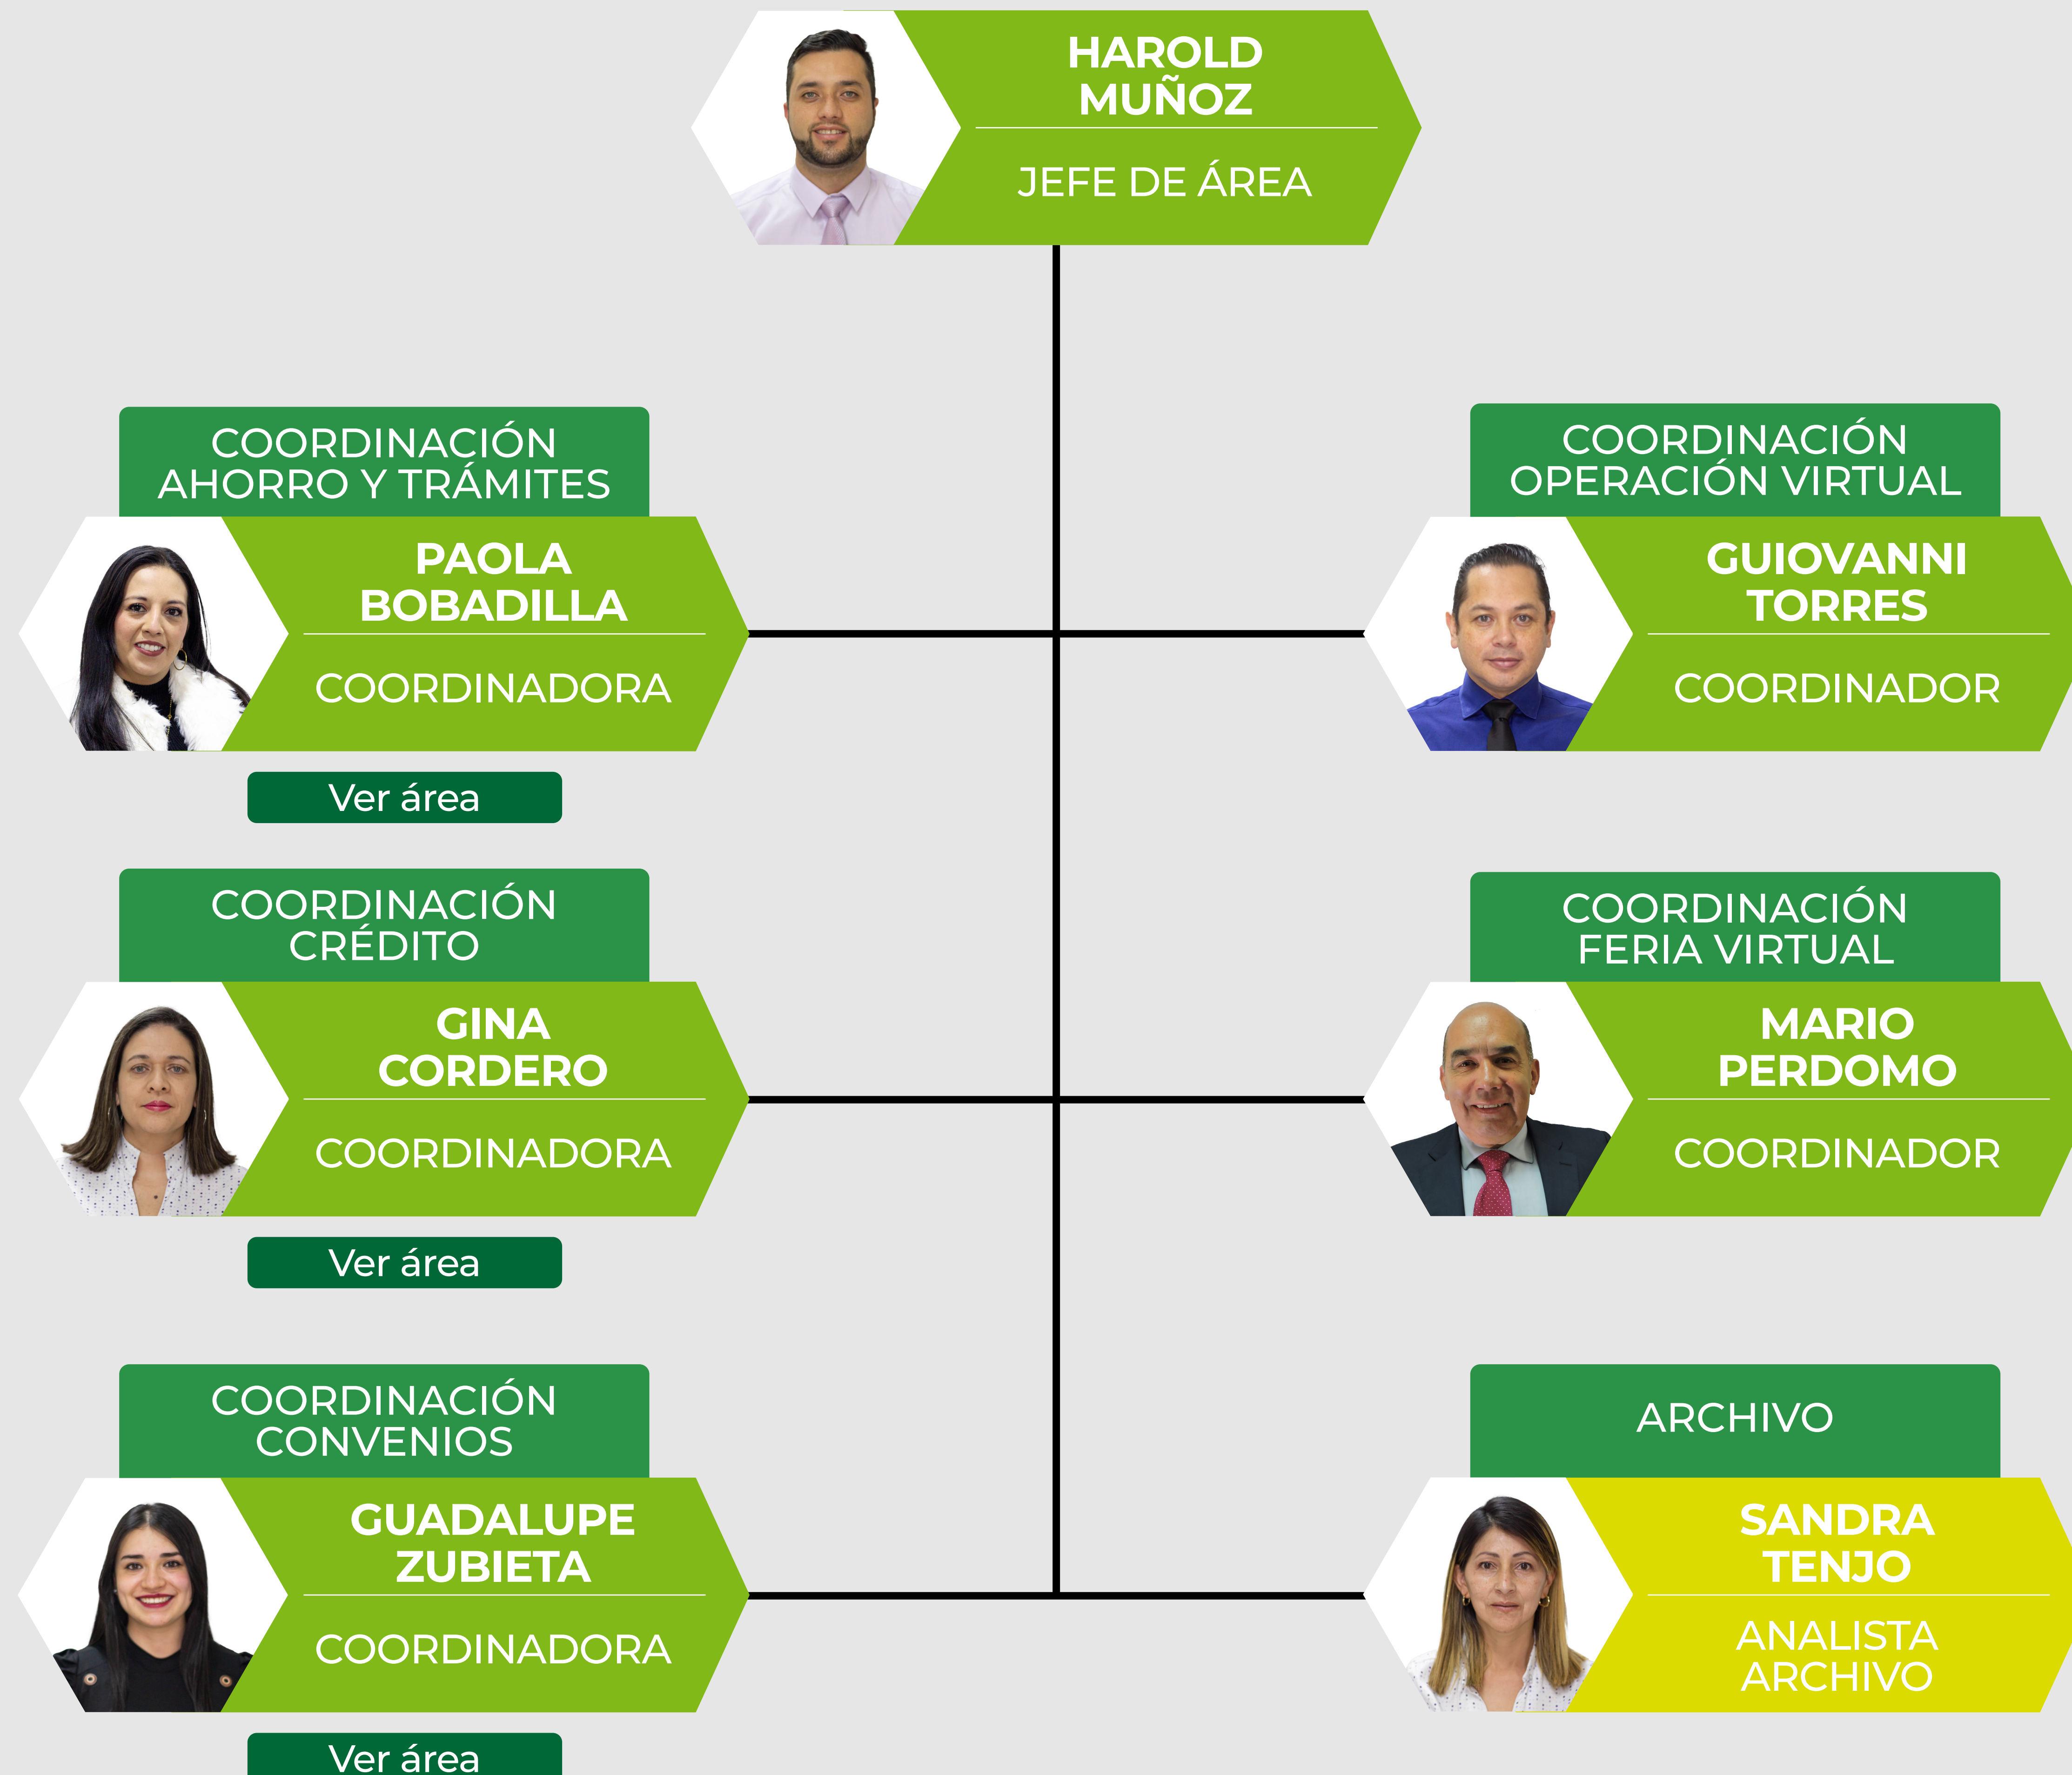 HAROLD
MUÑOZ
JEFE DE ÁREA
COORDINACIÓN
AHORRO Y TRÁMITES
PAOLA
BOBADILLA
COORDINADORA
Ver área
COORDINACIÓN
OPERACIÓN VIRTUAL
GUIOVANNI
TORRES
COORDINADOR
COORDINACIÓN
CRÉDITO
GINA
CORDERO
COORDINADORA
Ver área
COORDINACIÓN
FERIA VIRTUAL
MARIO
PERDOMO
COORDINADOR
COORDINACIÓN
CONVENIOS
GUADALUPE
ZUBIETA
COORDINADORA
Ver área
ARCHIVO
SANDRA
TENJO
ANALISTA
ARCHIVO